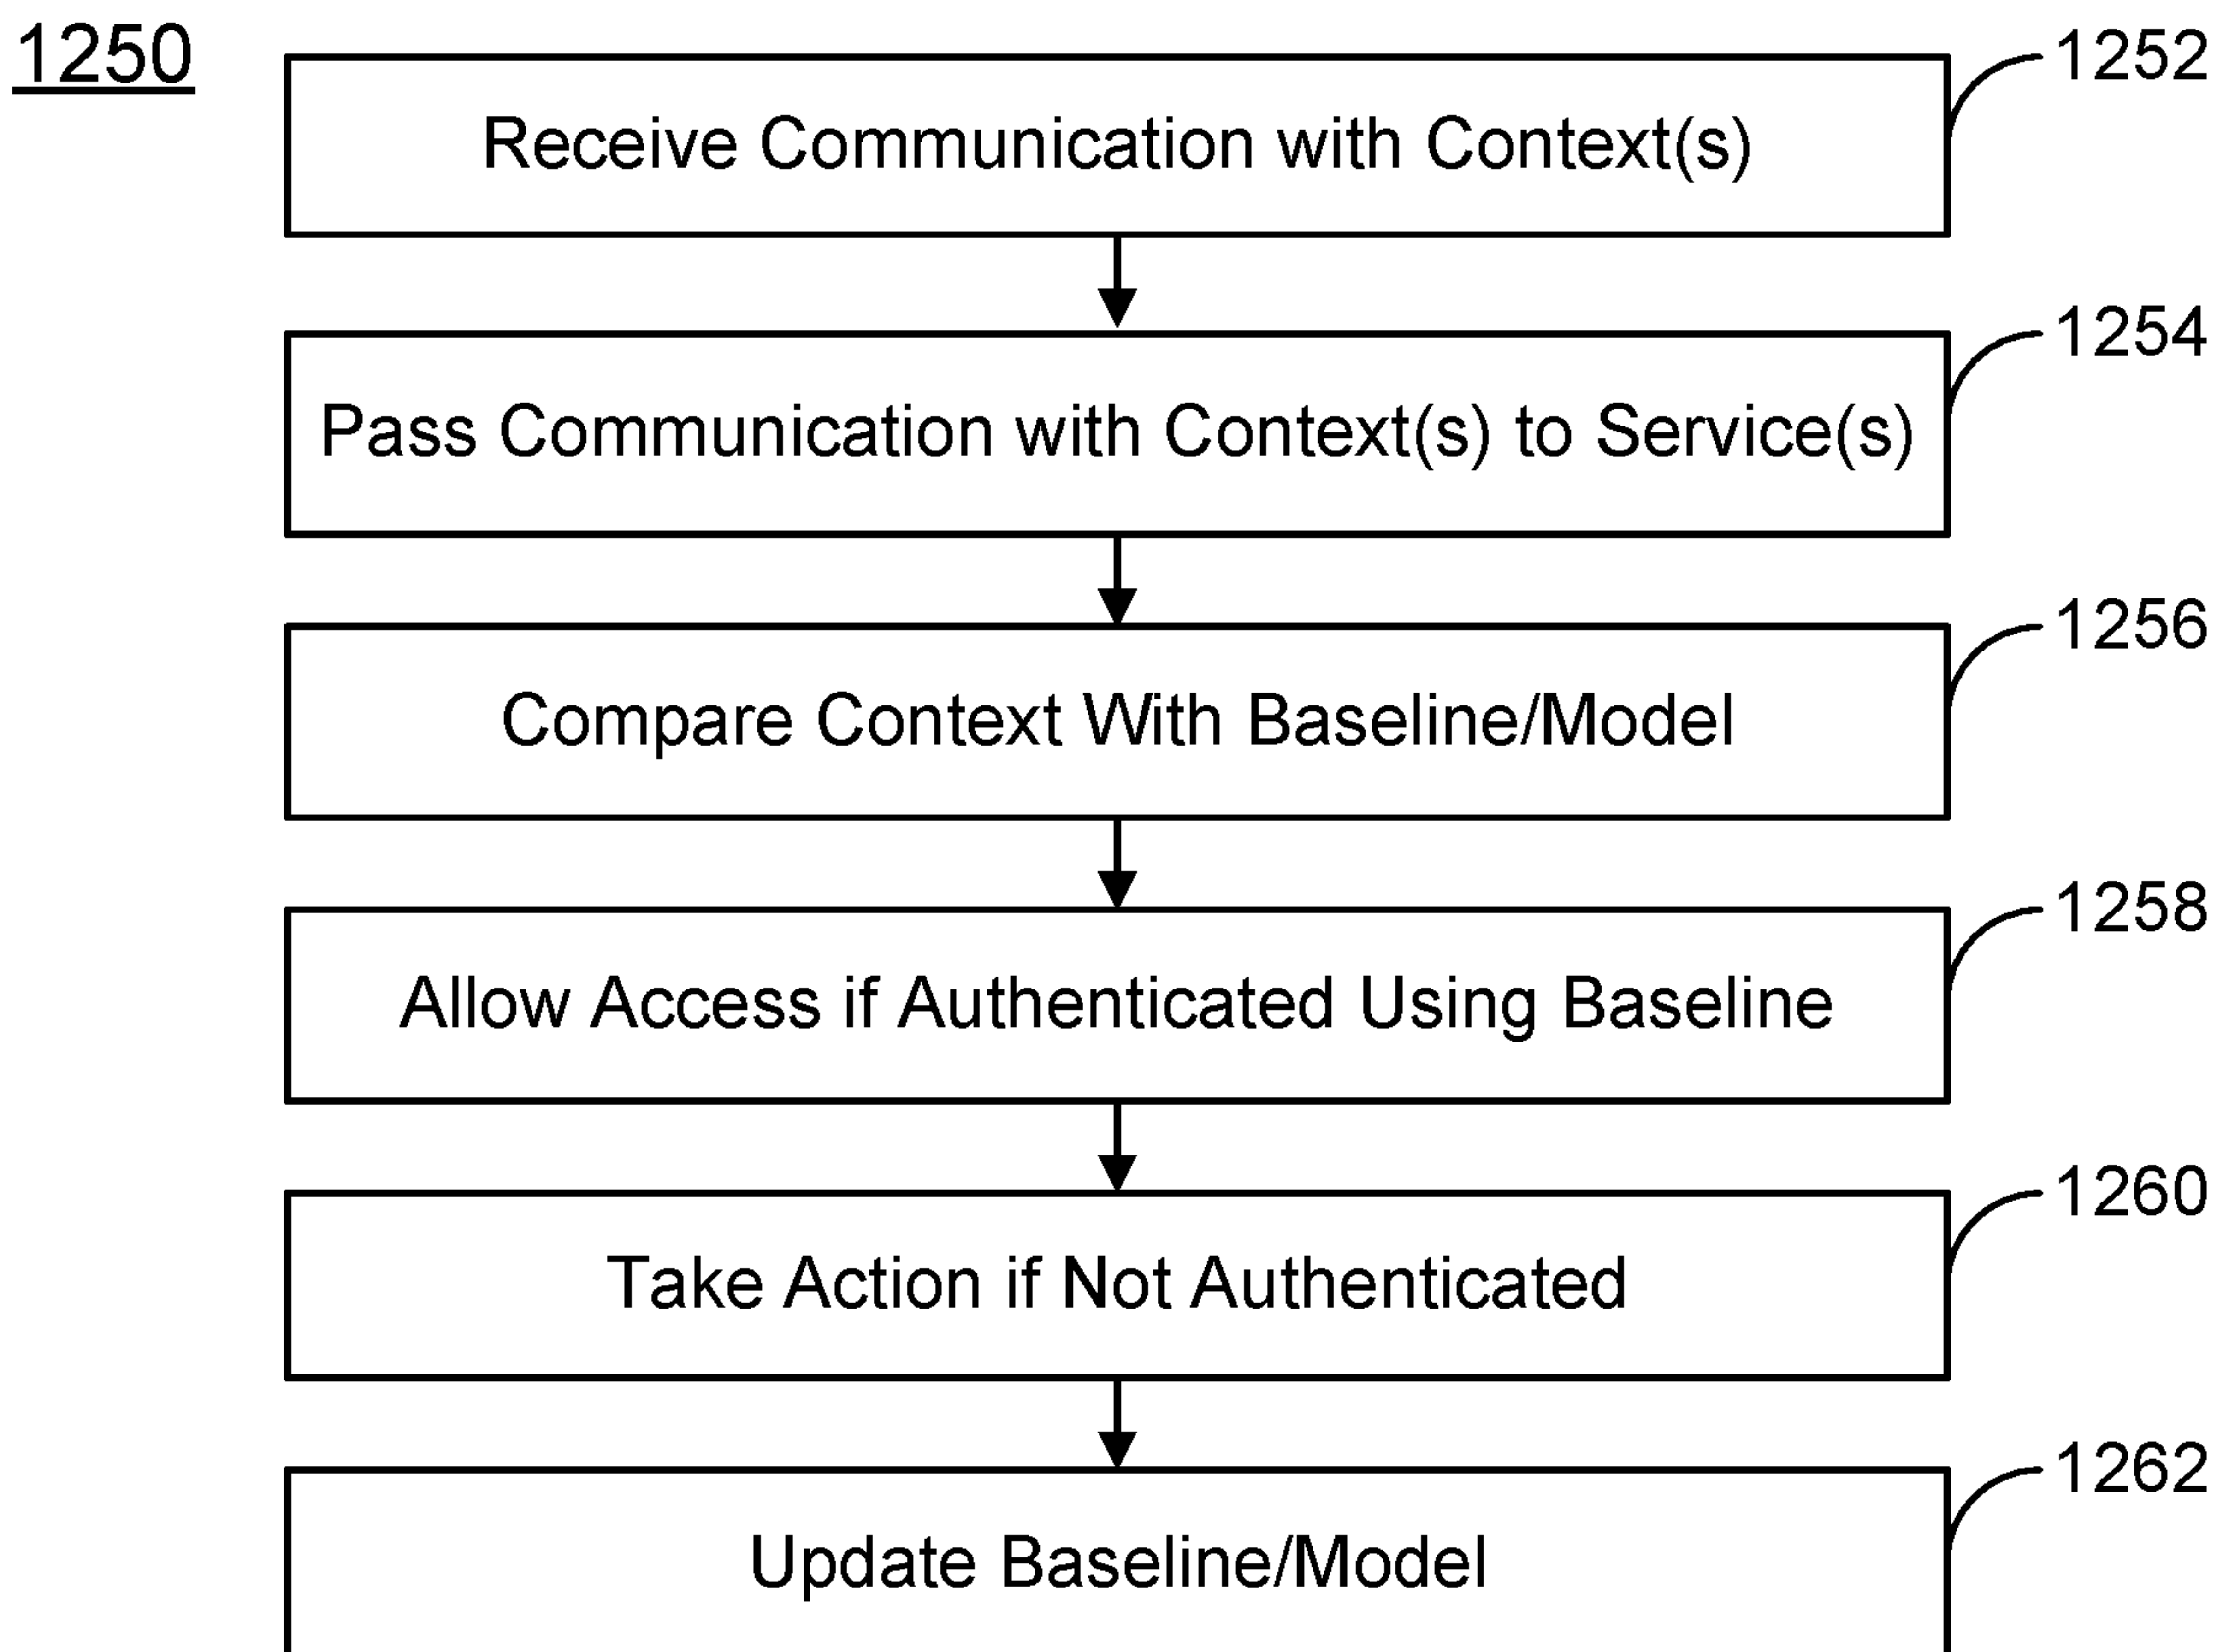 1250
1252
Receive Communication with Context(s)
1254
Pass Communication with Context(s) to Service(s)
1256
Compare Context With Baseline/Model
1258
Allow Access if Authenticated Using Baseline
1260
Take Action if Not Authenticated
1262
Update Baseline/Model